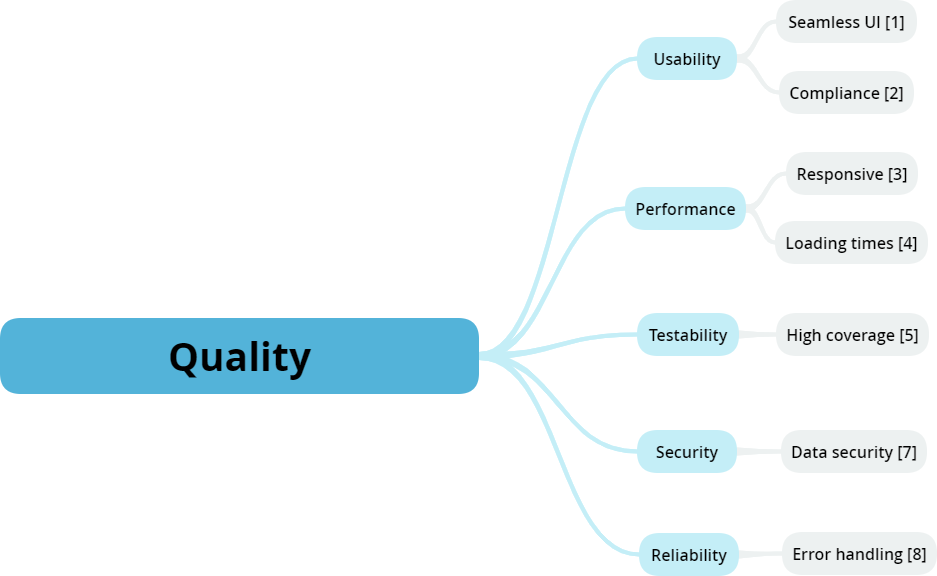 Quality
Usability
Seamless UI [1]
Compliance [2]
Performance
Responsive [3]
Loading times [4]
Testability
High coverage [5]
Security
Data security [7]
Reliability
Error handling [8]